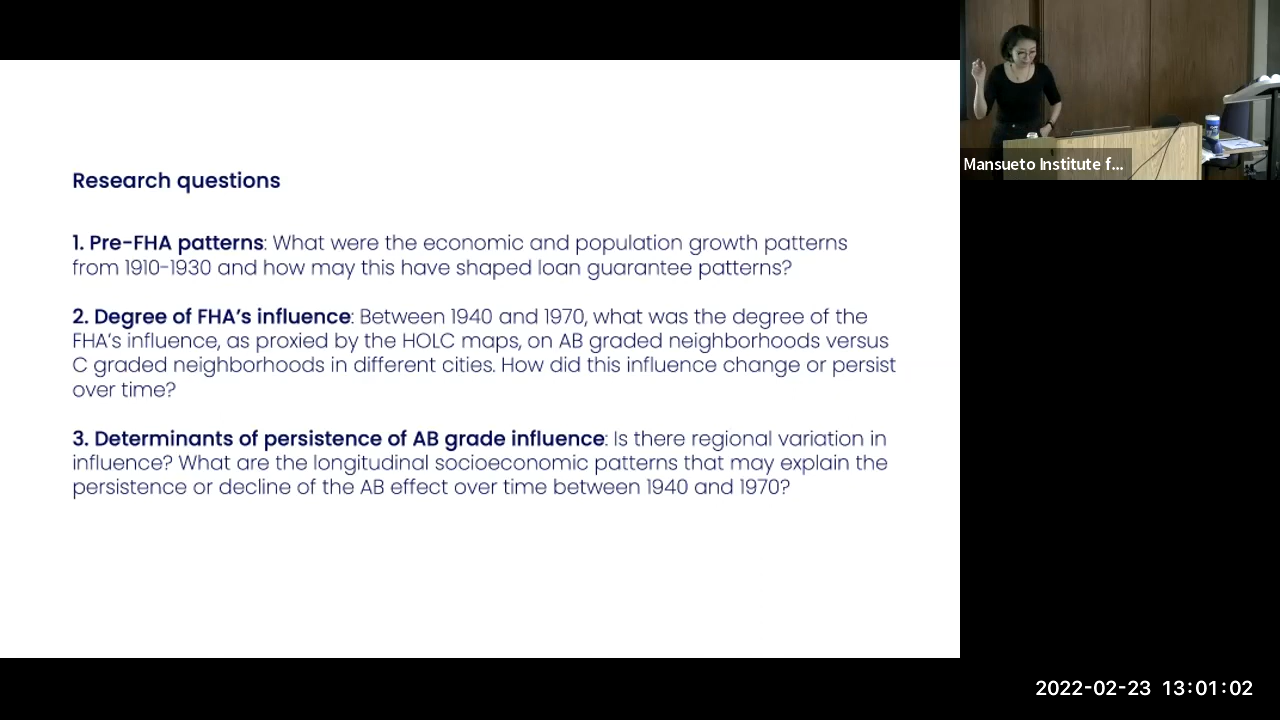 Research questions
1. Pre-FHA patterns: What were the economic and population growth patterns
from 1910-1930 and how may this have shaped loan guarantee patterns?
2. Degree of FHA’s influence: Between 1940 and 1970, what was the degree of the
FHA’s influence, as proxied by the HOLC maps, on AB graded neighborhoods versus
C graded neighborhoods in different cities. How did this influence change or persist
over time?
3. Determinants of persistence of AB grade influence: Is there regional variation in
influence? What are the longitudinal socioeconomic patterns that may explain the
persistence or decline of the AB effect over time between 1940 and 1970?
Mansueto Institute f...
2022-02-23 13:01:02